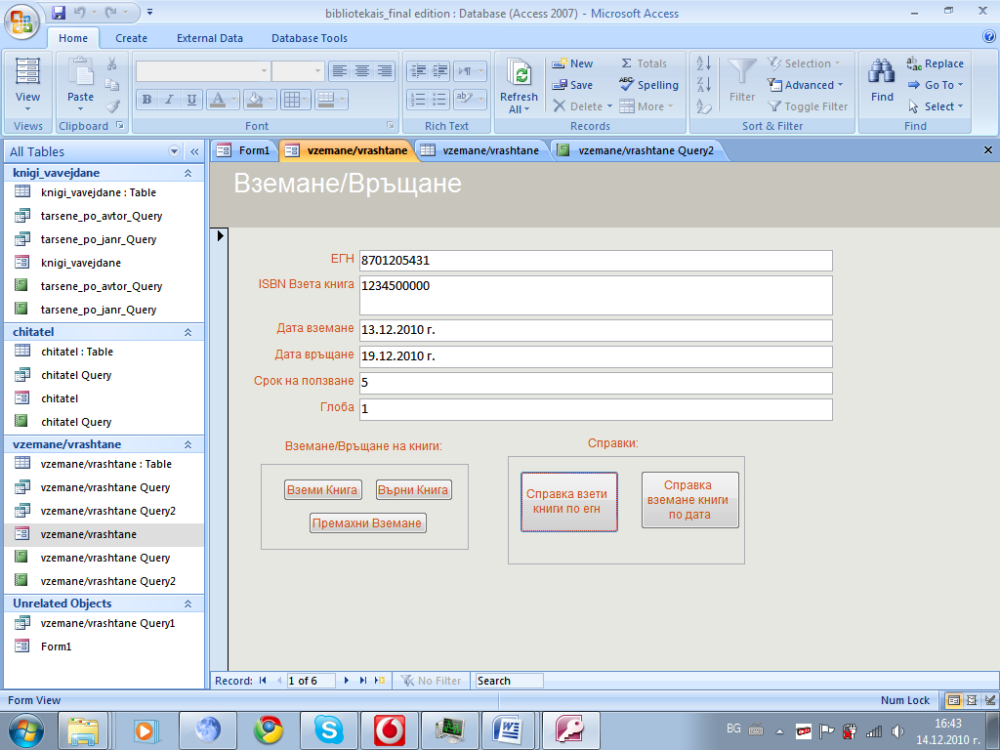 bibliotekais_final edition : Database (Access 2007) - Microsoft Access
Home Create External Data Database Tools
View
Views
Paste
Clipboard
B I U A
Font
Rich Text
Refresh All
New
Save
Delete
Totals
Spelling
More
Records
Filter
Selection
Advanced
Toggle Filter
Sort & Filter
Find
Replace
Go To
Select
Find
All Tables
knigi_vavejdane
knigi_vavejdane : Table
tarsene_po_avtor_Query
tarsene_po_janr_Query
knigi_vavejdane
tarsene_po_avtor_Query
tarsene_po_janr_Query
chitatel
chitatel : Table
chitatel Query
chitatel
chitatel Query
vzemane/vrashtane
vzemane/vrashtane : Table
vzemane/vrashtane Query
vzemane/vrashtane Query2
vzemane/vrashtane
vzemane/vrashtane Query
vzemane/vrashtane Query2
Unrelated Objects
vzemane/vrashtane Query1
Form1
Form1 vzemane/vrashtane vzemane/vrashtane vzemane/vrashtane Query2
Вземане/Връщане
ЕГН 8701205431
ISBN Взета книга 1234500000
Дата вземане 13.12.2010 г.
Дата връщане 19.12.2010 г.
Срок на ползване 5
Глоба 1
Вземане/Връщане на книги:
Вземи Книга Върни Книга
Премахни Вземане
Справки:
Справка взети
книги по егн
Справка
вземане книги
по дата
Record: 1 of 6 No Filter Search
Form View Num Lock
BG 16:43
14.12.2010 г.